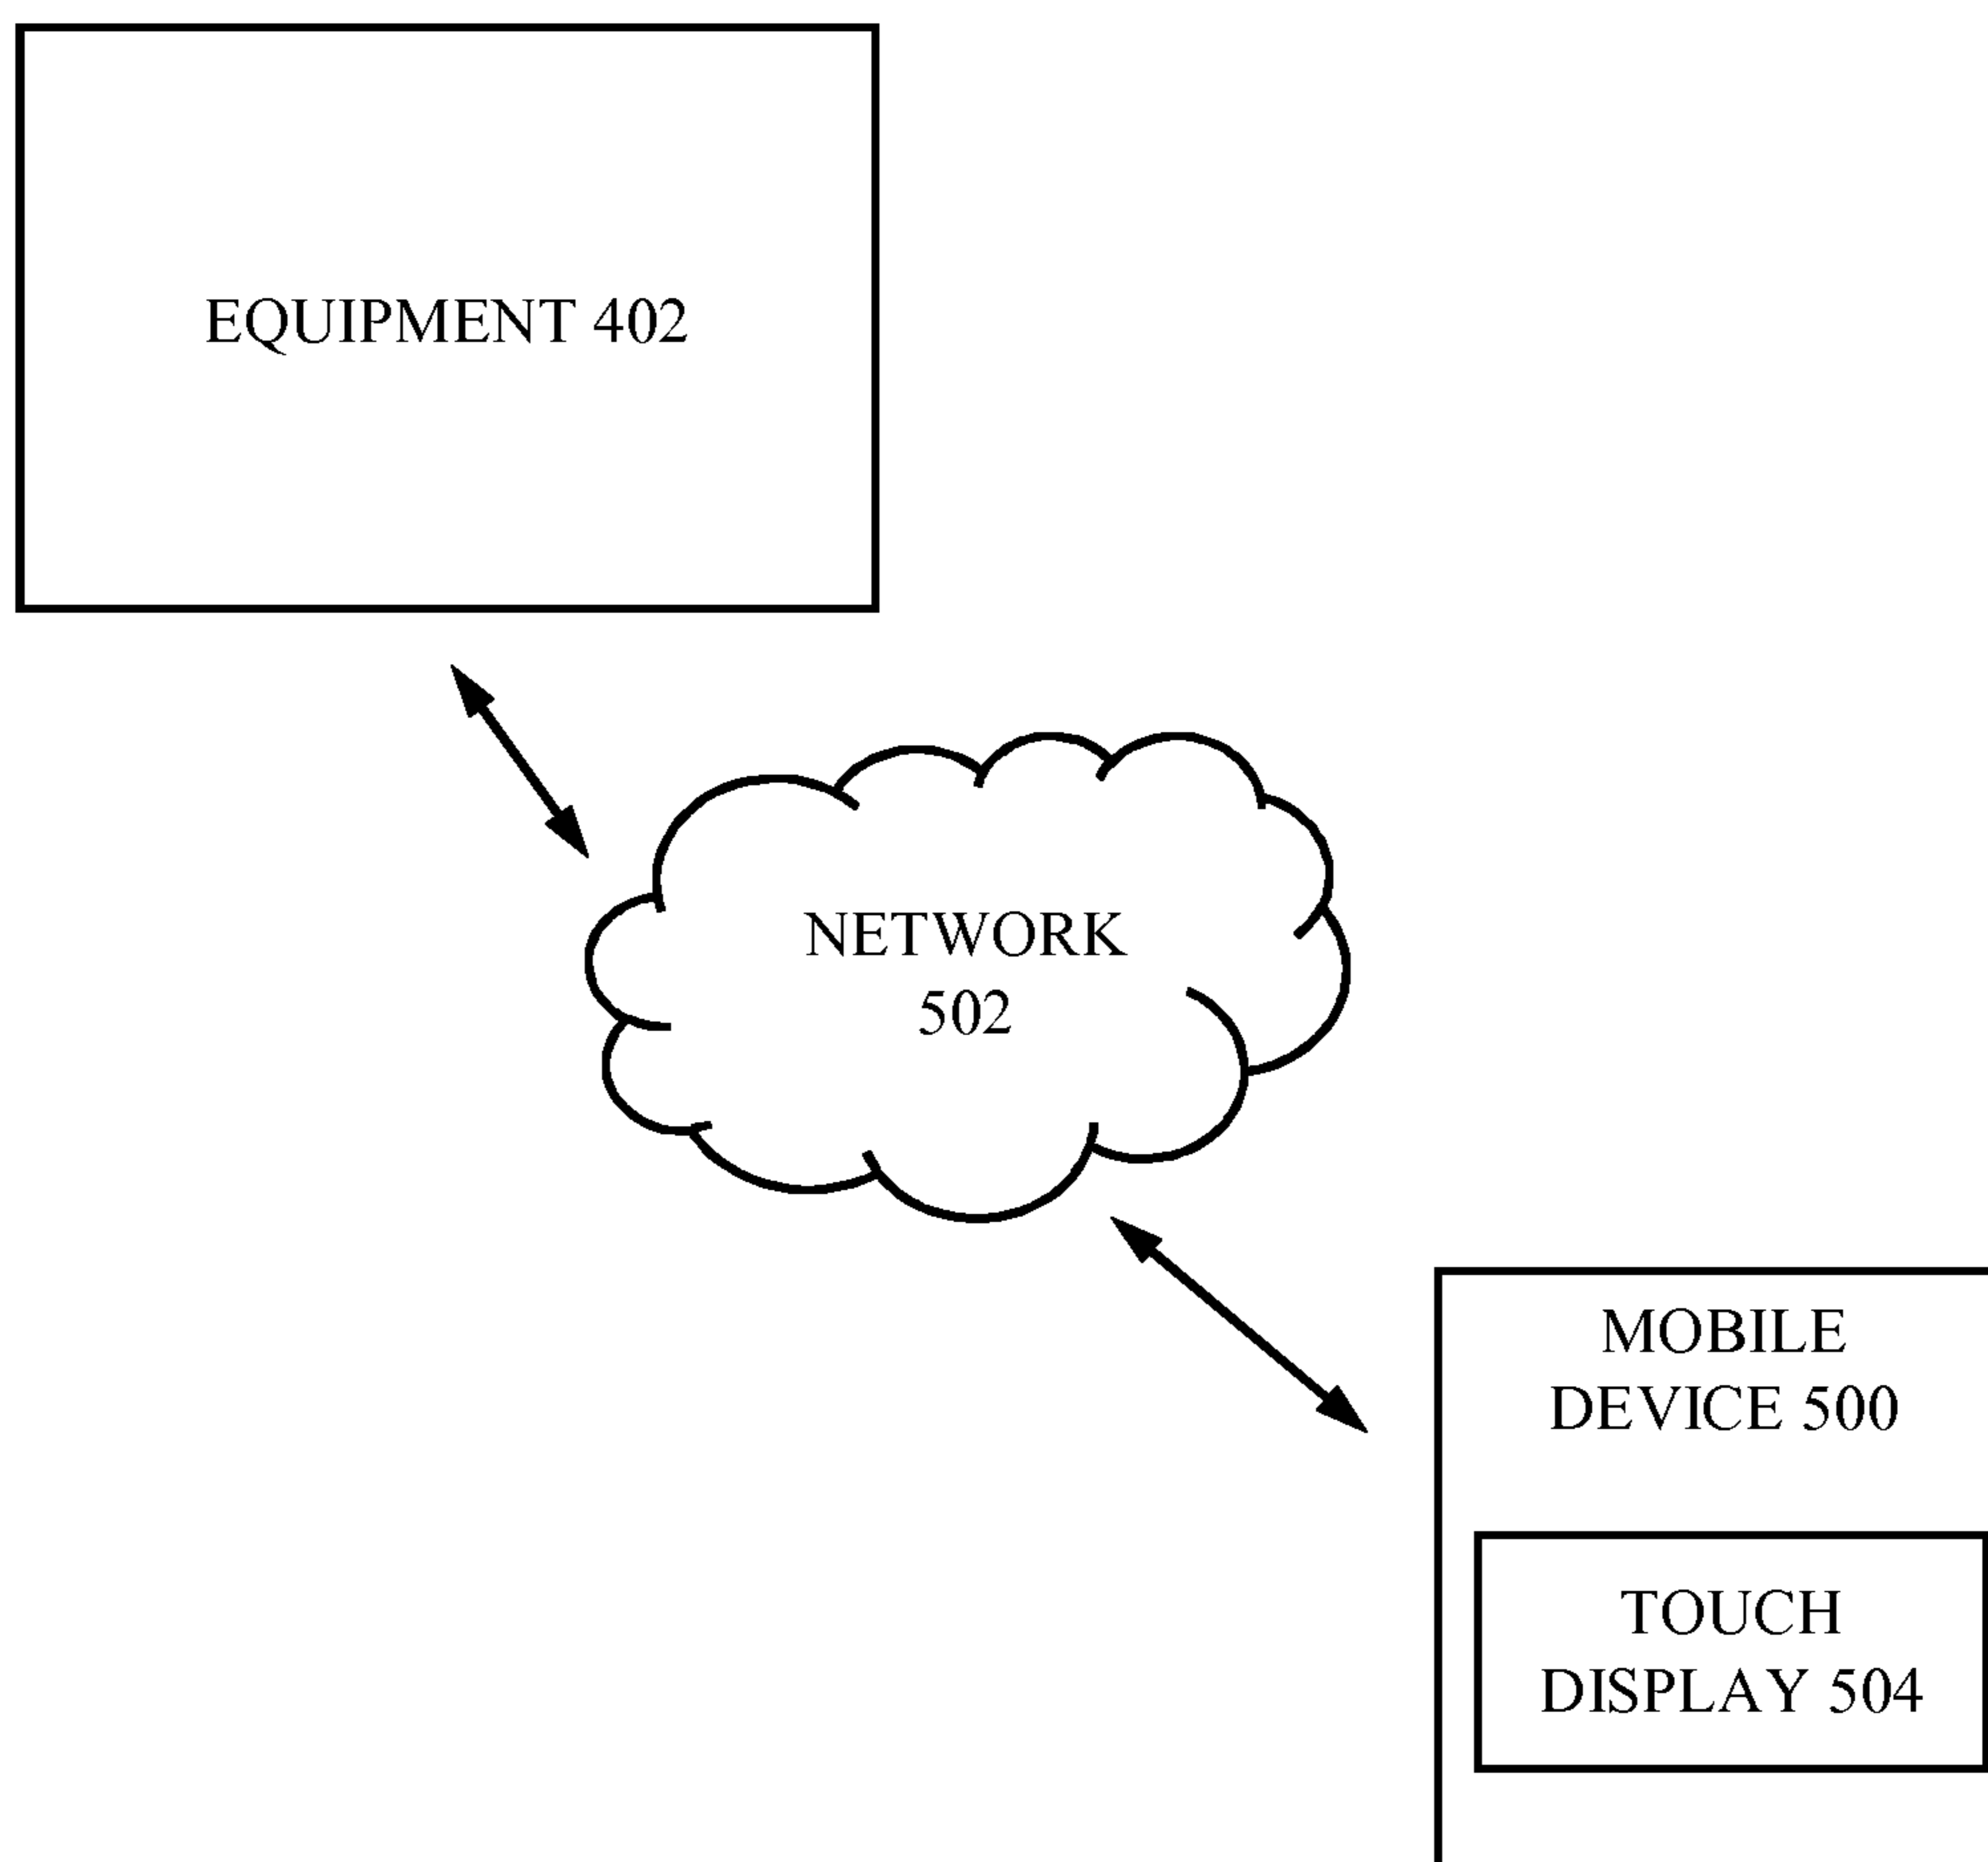 EQUIPMENT 402
NETWORK
502
MOBILE
DEVICE 500
TOUCH
DISPLAY 504